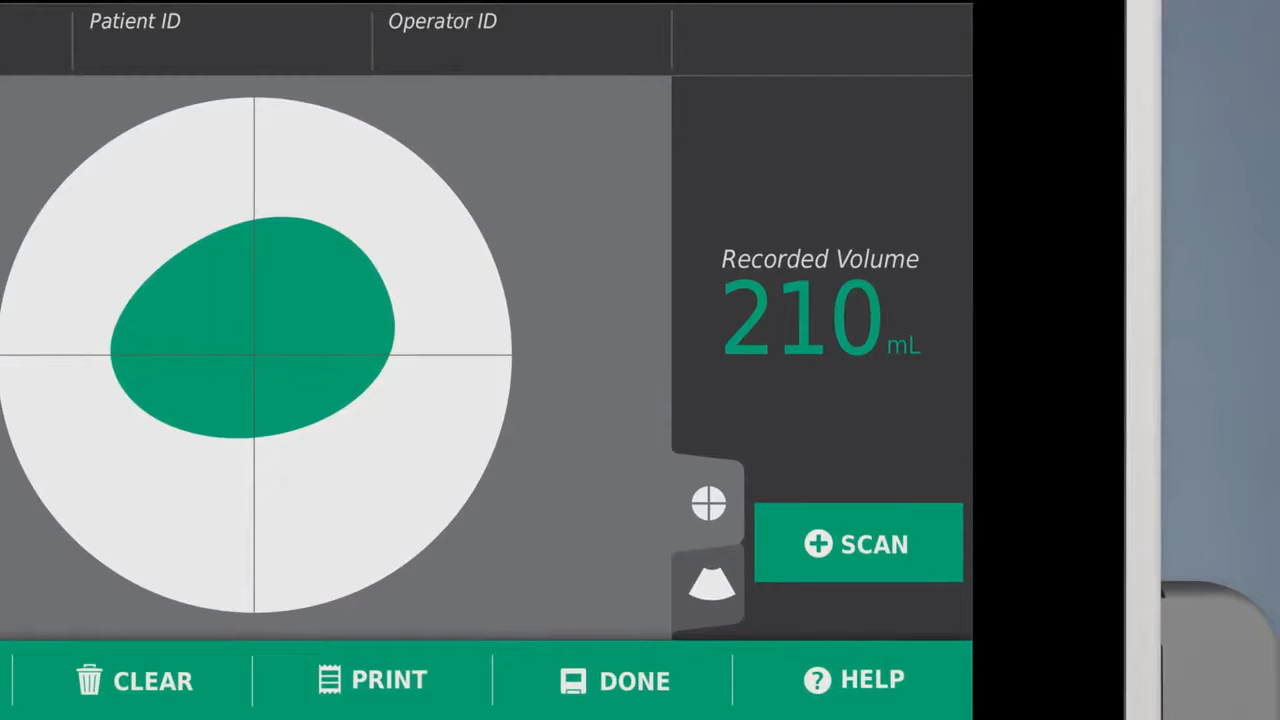 Patient ID
Operator ID
Recorded Volume
210 mL
SCAN
CLEAR
PRINT
DONE
HELP